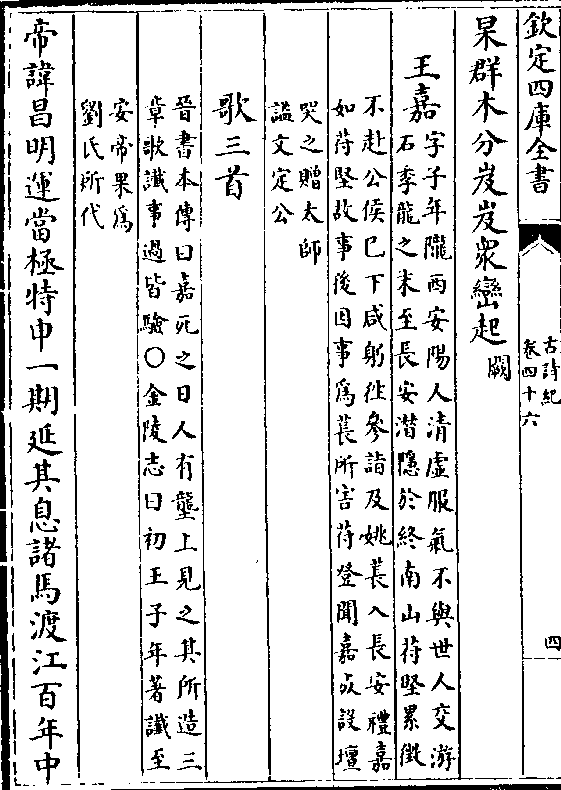 欽定四庫全書
古詩紀
卷四十六
四
杲群木分岌岌衆巒起闕
王嘉字子年隴西安陽人清虚服氣不與世人交游
石季龍之末至長安潛隱於終南山苻堅累徵
不赴公侯已下咸躬往參詣及姚萇入長安禮嘉
如苻堅故事後因事爲萇所害苻登聞嘉死設壇
哭之贈太師
諡文定公
歌三首
晉書本傳曰嘉死之日人有壟上見之其所造三
章歌讖事過皆驗○金陵志曰初王子年著讖至
安帝果爲
劉氏所代
帝諱昌明運當極特申一期延其息諸馬渡江百年中